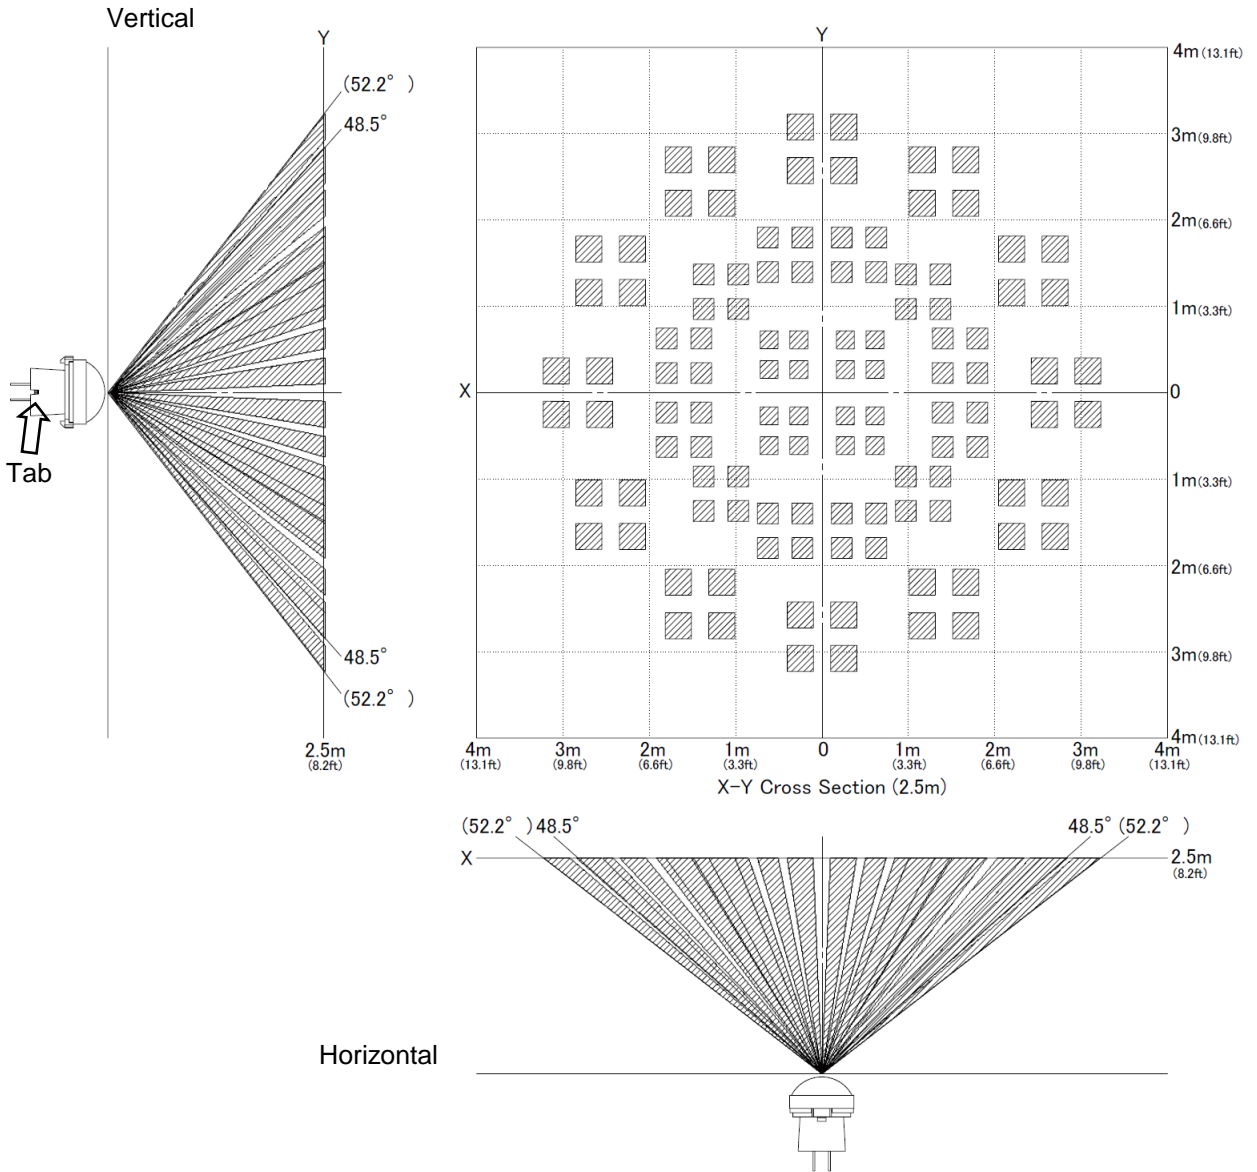 Vertical
Y
(52.2° )
48.5°
Tab
48.5°
(52.2° )
2.5m
(8.2ft)
Y
4m(13.1ft)
3m(9.8ft)
2m(6.6ft)
1m(3.3ft)
X
0
1m(3.3ft)
2m(6.6ft)
3m(9.8ft)
4m(13.1ft)
4m 3m 2m 1m 0 1m 2m 3m 4m
(13.1ft) (9.8ft) (6.6ft) (3.3ft) (3.3ft) (6.6ft) (9.8ft) (13.1ft)
X-Y Cross Section (2.5m)
(52.2° ) 48.5° 48.5° (52.2° )
X
2.5m
(8.2ft)
Horizontal